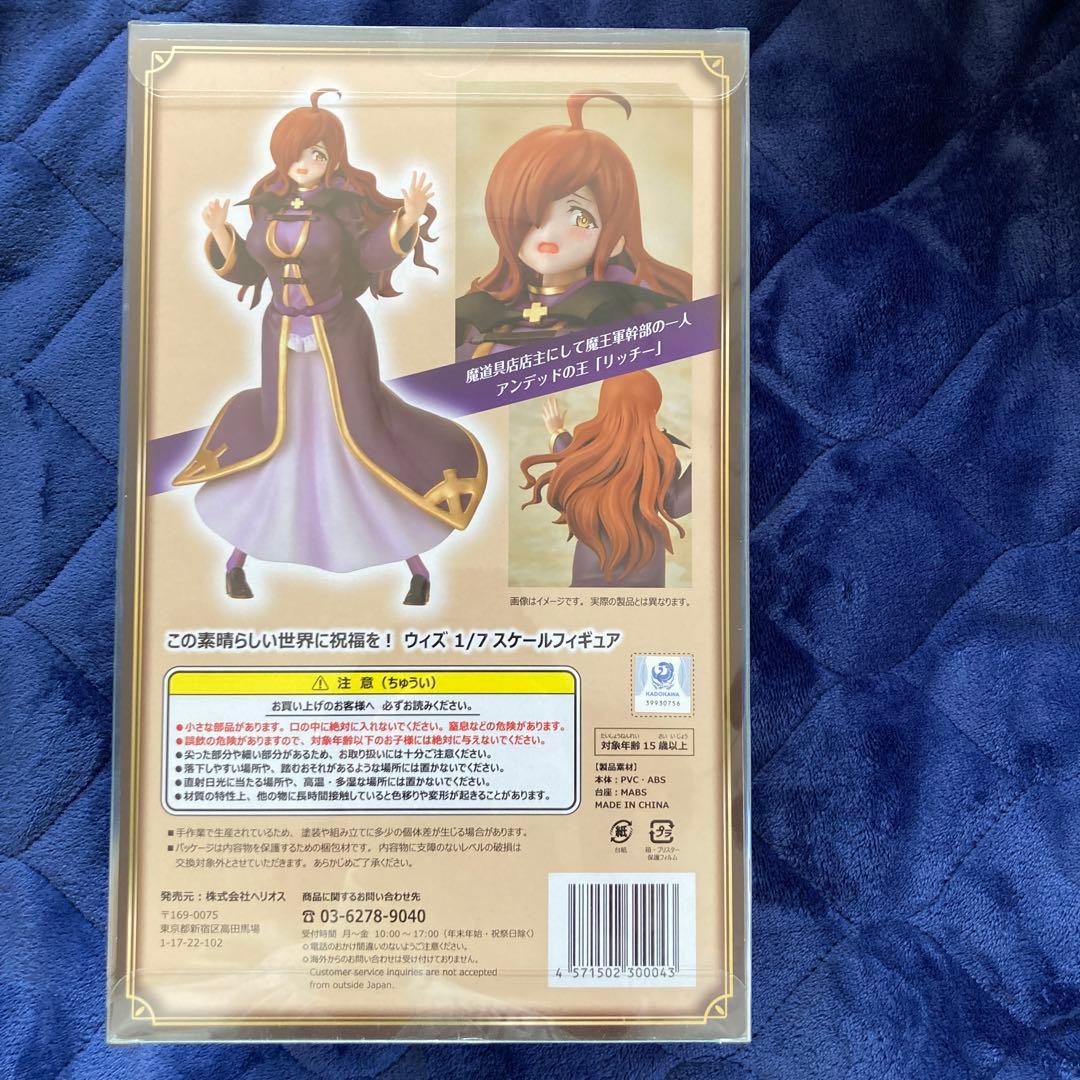 魔道具店店主にして魔王軍幹部の一人
アンデッドの王「リッチー」
画像はイメージです。実際の製品とは異なります。
この素晴らしい世界に祝福を！ ウィズ 1/7 スケールフィギュア
注 意（ちゅうい）
お買い上げのお客様へ 必ずお読みください。
●小さな部品があります。口の中に絶対に入れないでください。窒息などの危険があります。
●誤飲の危険がありますので、対象年齢以下のお子様には絶対に与えないでください。
●尖った部分や細い部分があるため、お取り扱いには十分ご注意ください。
●落下しやすい場所や、踏むおそれがあるような場所には置かないでください。
●直射日光に当たる場所や、高温・多湿な場所には置かないでください。
●材質の特性上、他の物に長時間接触していると色移りや変形が起きることがあります。
KADOKAWA
39930756
たいしょうねんれい さい いじょう
対象年齢 15 歳以上
【製品素材】
本体：PVC・ABS
台座：MABS
MADE IN CHINA
紙
台紙
プラ
箱・ブリスター
保護フィルム
■手作業で生産されているため、塗装や組み立てに多少の個体差が生じる場合があります。
■パッケージは内容物を保護するための梱包材です。内容物に支障のないレベルの破損は
交換対象外とさせていただきます。あらかじめご了承ください。
発売元：株式会社ヘリオス
〒169-0075
東京都新宿区高田馬場
1-17-22-102
商品に関するお問い合わせ先
☎ 03-6278-9040
受付時間 月～金 10:00～17:00（年末年始・祝祭日除く）
○電話のおかけ間違いのないようご注意ください。
○海外からのお問い合わせは受け付けておりません。
Customer service inquiries are not accepted
from outside Japan.
4 571502 300043